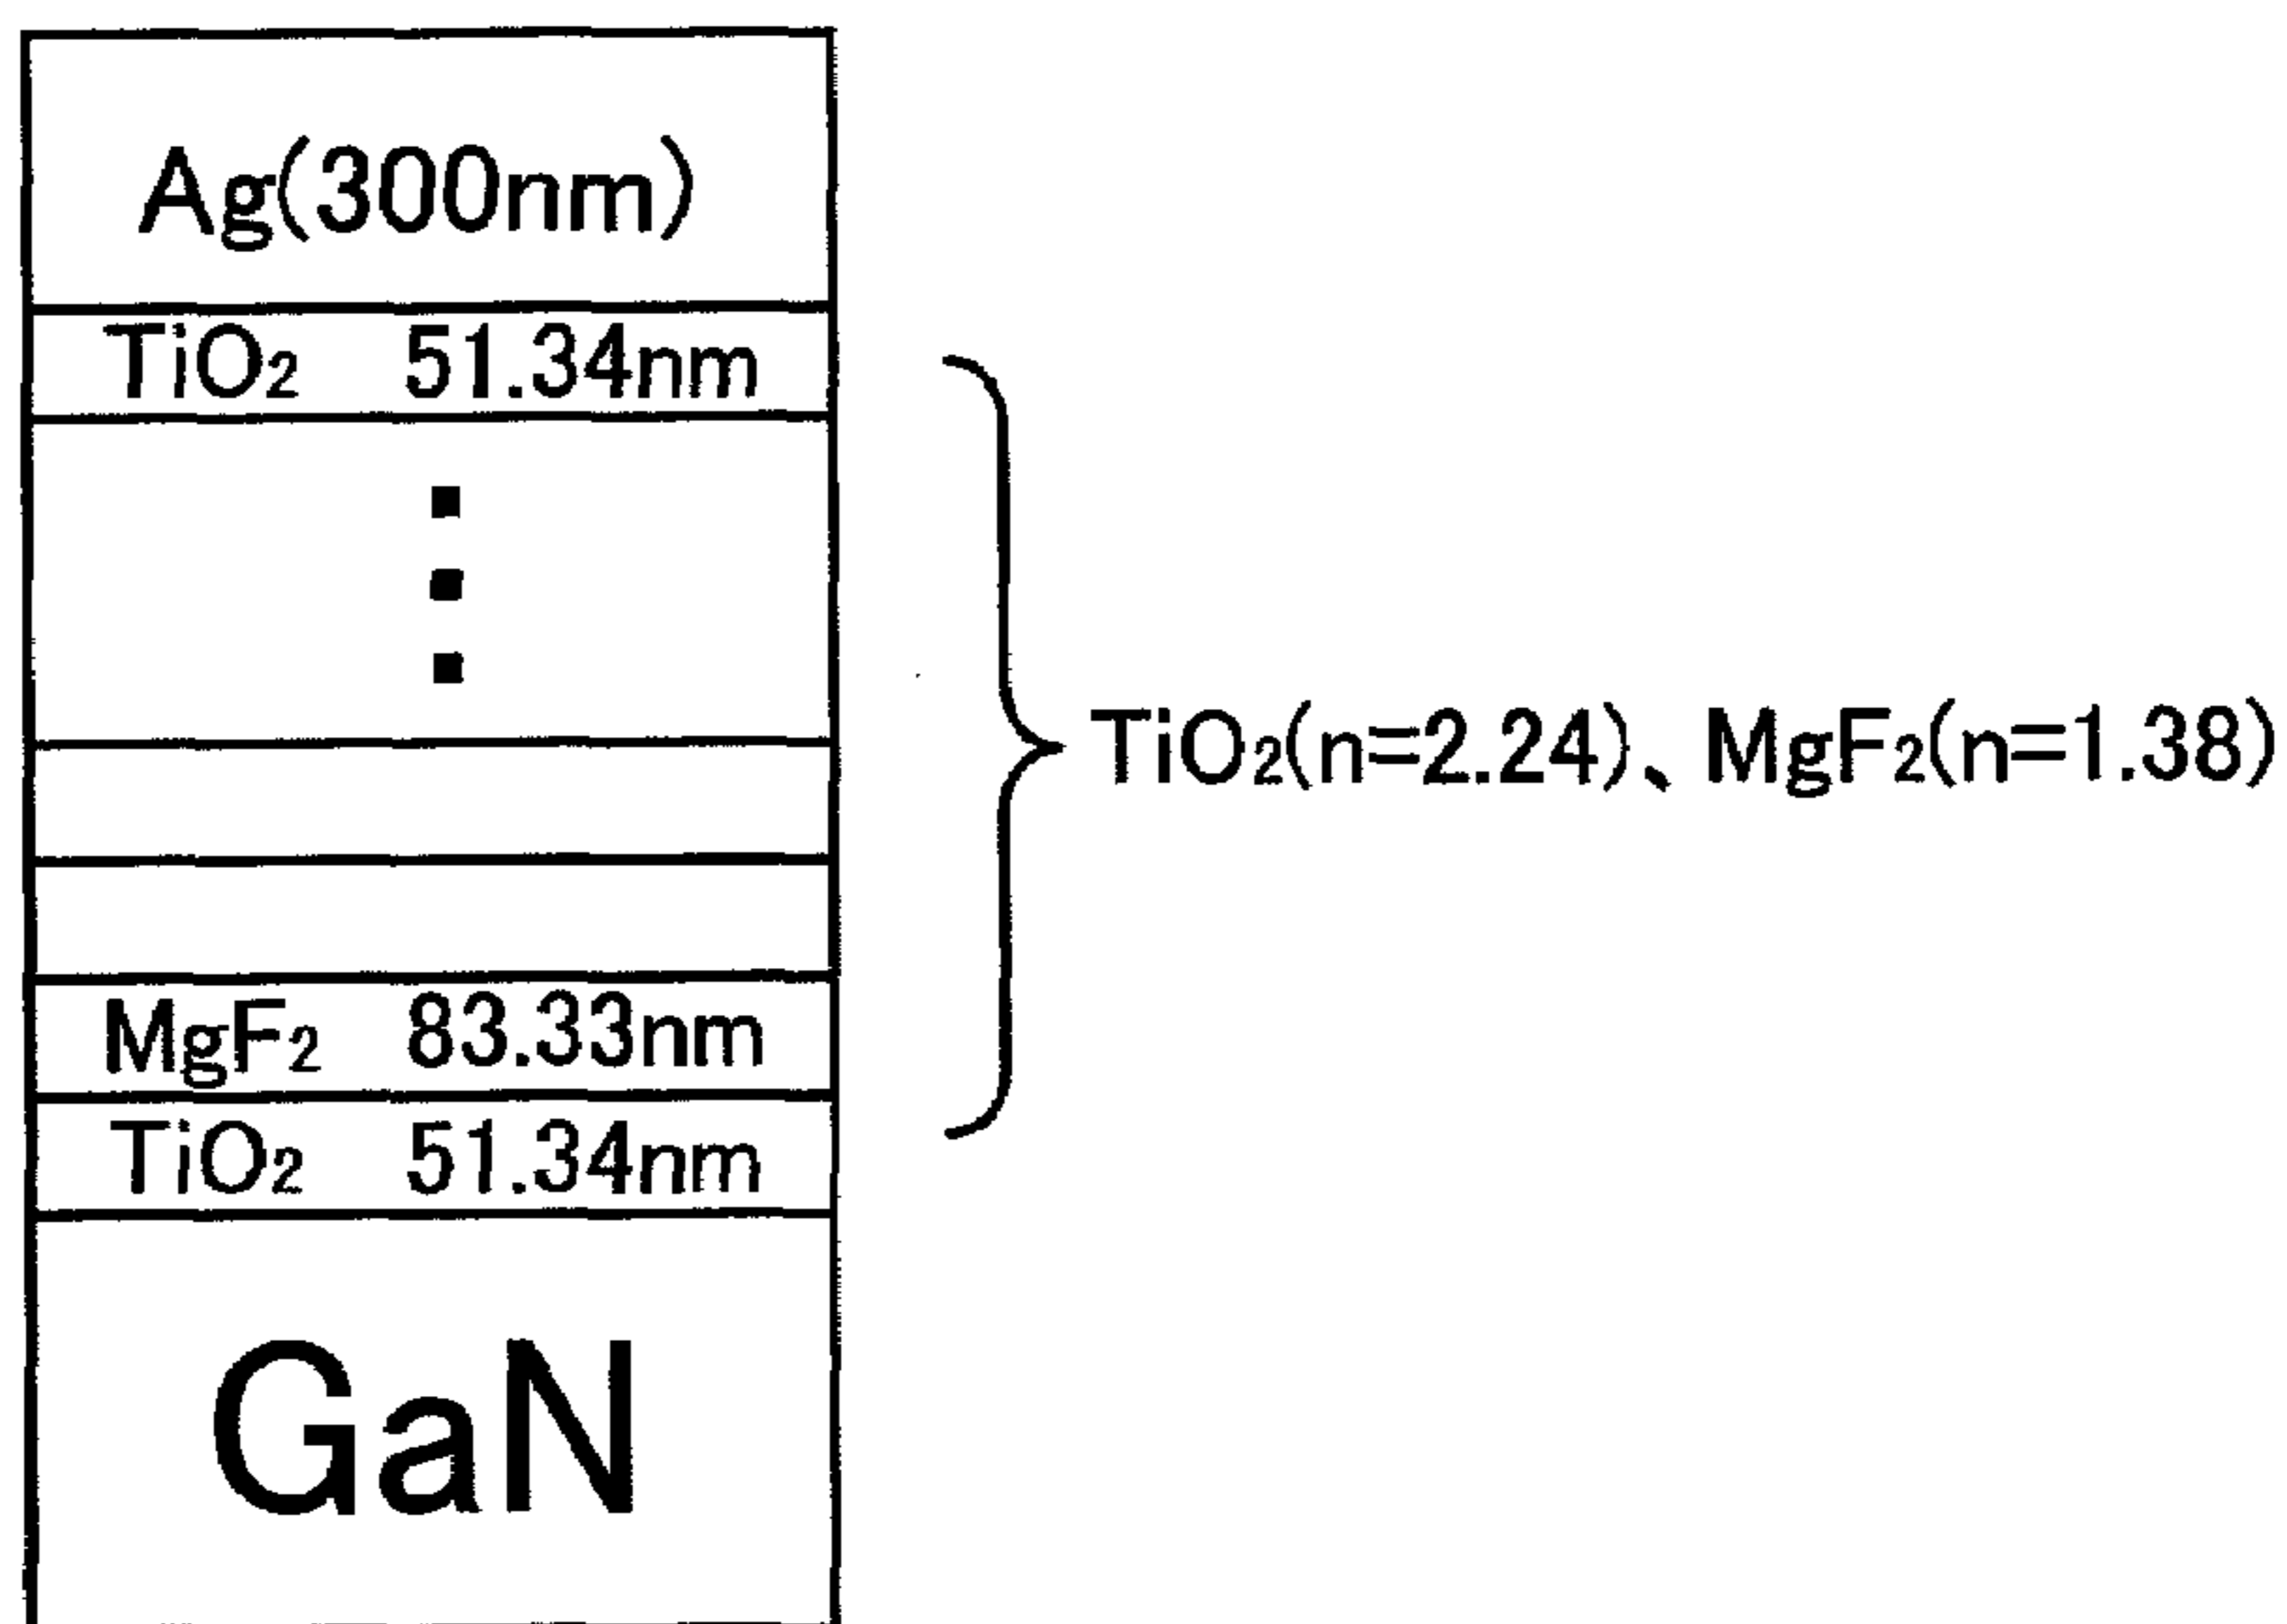 Ag(300nm)
TiO2 51.34nm
TiO2(n=2.24)、MgF2(n=1.38)
MgF2 83.33nm
TiO2 51.34nm
GaN